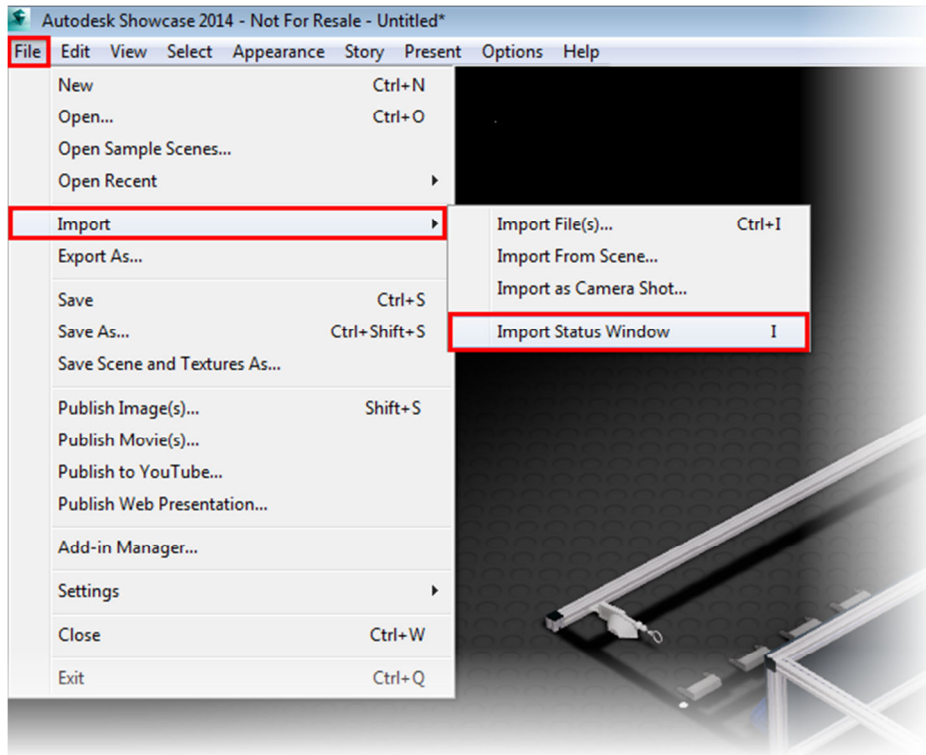 Autodesk Showcase 2014 - Not For Resale - Untitled*
File Edit View Select Appearance Story Present Options Help
New Ctrl+N
Open... Ctrl+O
Open Sample Scenes...
Open Recent
Import
Export As...
Save Ctrl+S
Save As... Ctrl+Shift+S
Save Scene and Textures As...
Publish Image(s)... Shift+S
Publish Movie(s)...
Publish to YouTube...
Publish Web Presentation...
Add-in Manager...
Settings
Close Ctrl+W
Exit Ctrl+Q
Import File(s)... Ctrl+I
Import From Scene...
Import as Camera Shot...
Import Status Window I